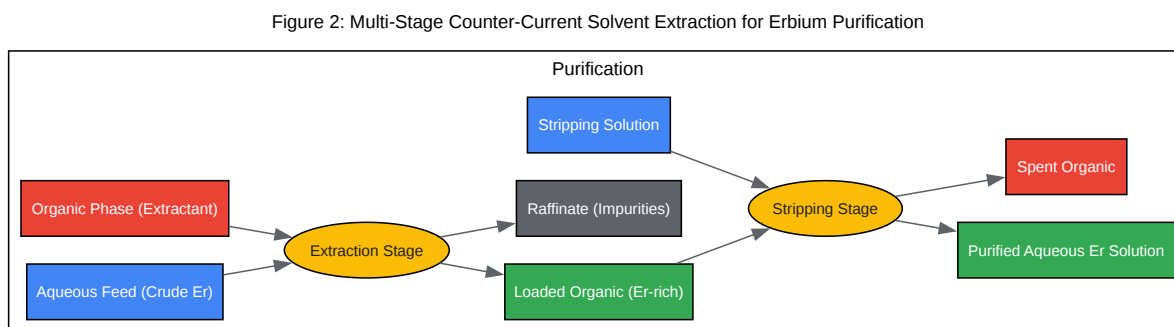 Figure 2: Multi-Stage Counter-Current Solvent Extraction for Erbium Purification
Purification
Stripping Solution
Spent Organic
Organic Phase (Extractant)
Raffinate (Impurities)
Stripping Stage
Extraction Stage
Purified Aqueous Er Solution
Aqueous Feed (Crude Er)
Loaded Organic (Er-rich)